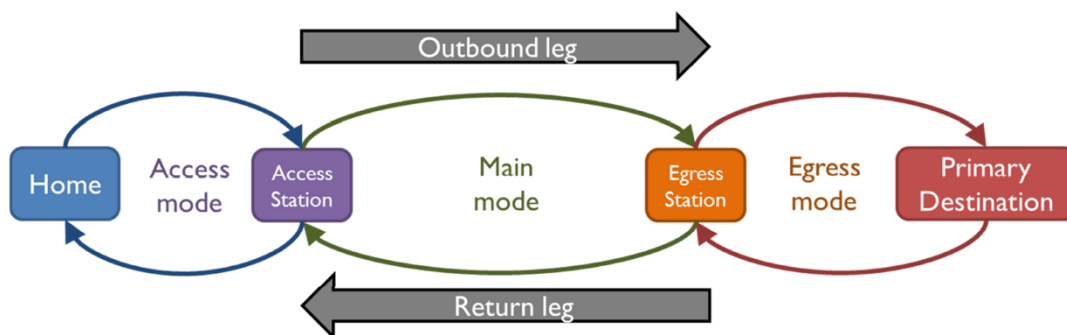 Outbound leg
Home
Access
mode
Access
Station
Main
mode
Egress
Station
Egress
mode
Primary
Destination
Return leg